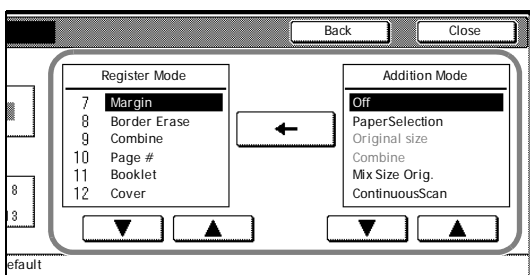 Back
Close
Register Mode
7 Margin
8 Border Erase
9 Combine
10 Page #
11 Booklet
12 Cover
Addition Mode
Off
PaperSelection
Original size
Combine
Mix Size Orig.
ContinuousScan
8
13
efault